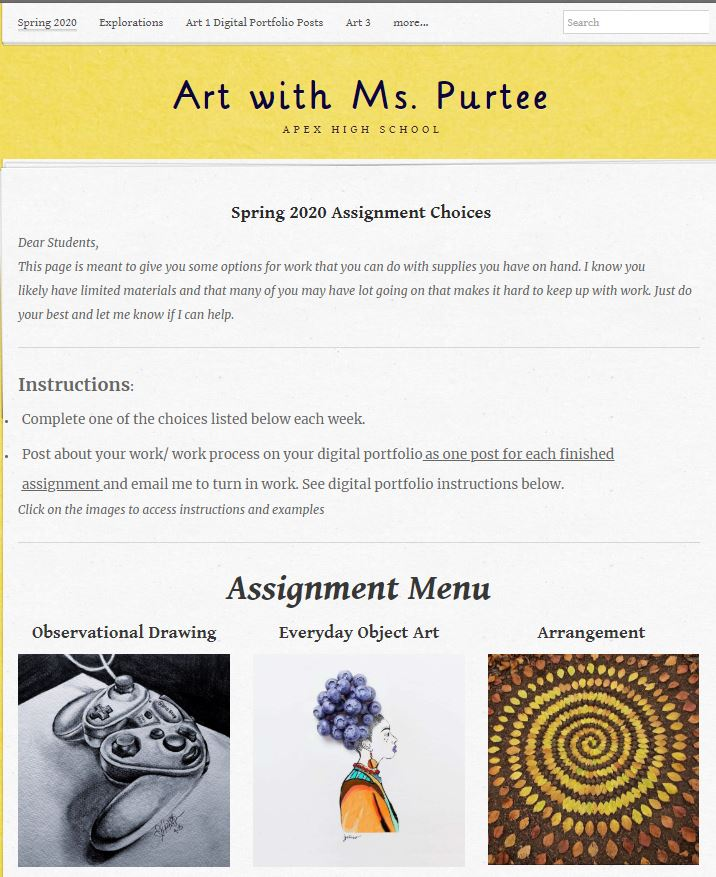 Spring 2020 Explorations Art 1 Digital Portfolio Posts Art 3 more... Search
Art with Ms. Purtee
APEX HIGH SCHOOL
Spring 2020 Assignment Choices
Dear Students,
This page is meant to give you some options for work that you can do with supplies you have on hand. I know you
likely have limited materials and that many of you may have lot going on that makes it hard to keep up with work. Just do
your best and let me know if I can help.
Instructions:
• Complete one of the choices listed below each week.
• Post about your work/ work process on your digital portfolio as one post for each finished
assignment and email me to turn in work. See digital portfolio instructions below.
Click on the images to access instructions and examples
Assignment Menu
Observational Drawing Everyday Object Art Arrangement